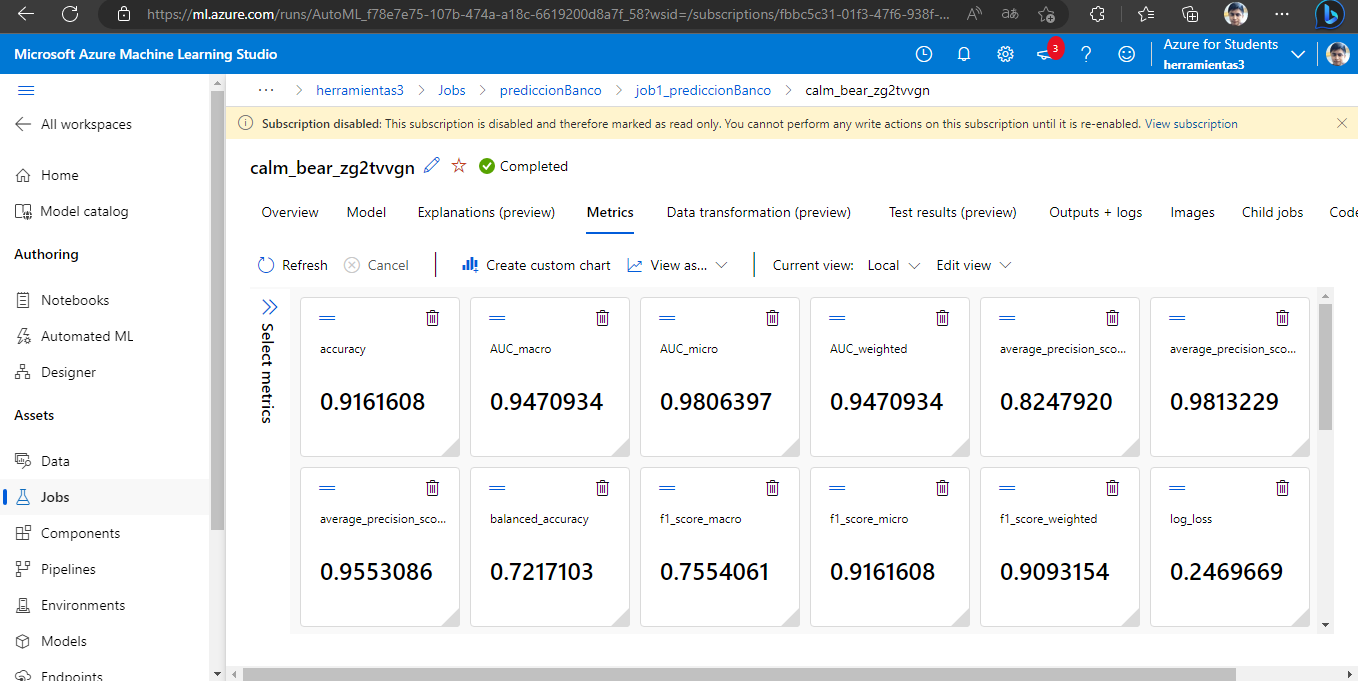 https://ml.azure.com/runs/AutoML_f78e7e75-107b-474a-a18c-6619200d8a7f_58?wsid=/subscriptions/fbbc5c31-01f3-47f6-938f-...
Microsoft Azure Machine Learning Studio
3
Azure for Students
herramientas3
... > herramientas3 > Jobs > prediccionBanco > job1_prediccionBanco > calm_bear_zg2tvvgn
Subscription disabled: This subscription is disabled and therefore marked as read only. You cannot perform any write actions on this subscription until it is re-enabled. View subscription
All workspaces
Home
Model catalog
Authoring
Notebooks
Automated ML
Designer
Assets
Data
Jobs
Components
Pipelines
Environments
Models
Endpoints
calm_bear_zg2tvvgn Completed
Overview Model Explanations (preview) Metrics Data transformation (preview) Test results (preview) Outputs + logs Images Child jobs Code
Refresh Cancel Create custom chart View as... Current view: Local Edit view
Select metrics
accuracy AUC_macro AUC_micro AUC_weighted average_precision_sco... average_precision_sco...
0.9161608 0.9470934 0.9806397 0.9470934 0.8247920 0.9813229
average_precision_sco... balanced_accuracy f1_score_macro f1_score_micro f1_score_weighted log_loss
0.9553086 0.7217103 0.7554061 0.9161608 0.9093154 0.2469669